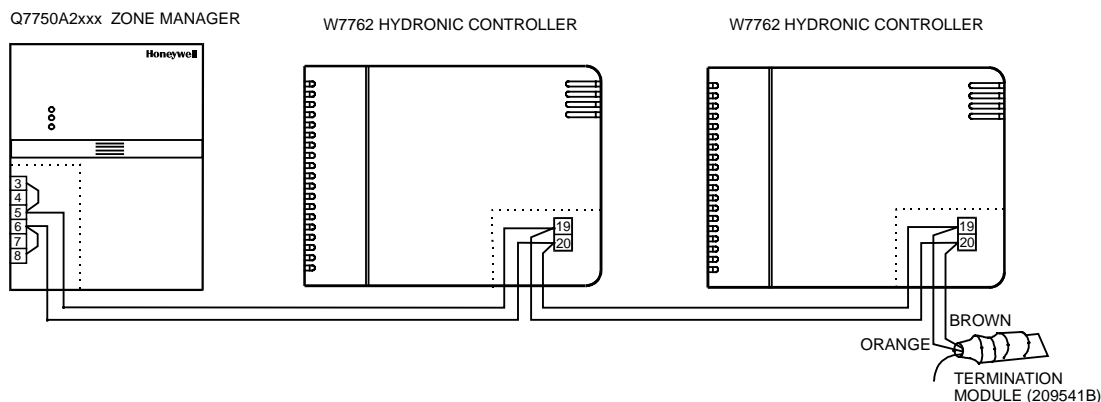 Q7750A2xxx ZONE MANAGER
W7762 HYDRONIC CONTROLLER
W7762 HYDRONIC CONTROLLER
Honeywell
3
4
5
6
7
8
19
20
19
20
BROWN
ORANGE
TERMINATION
MODULE (209541B)